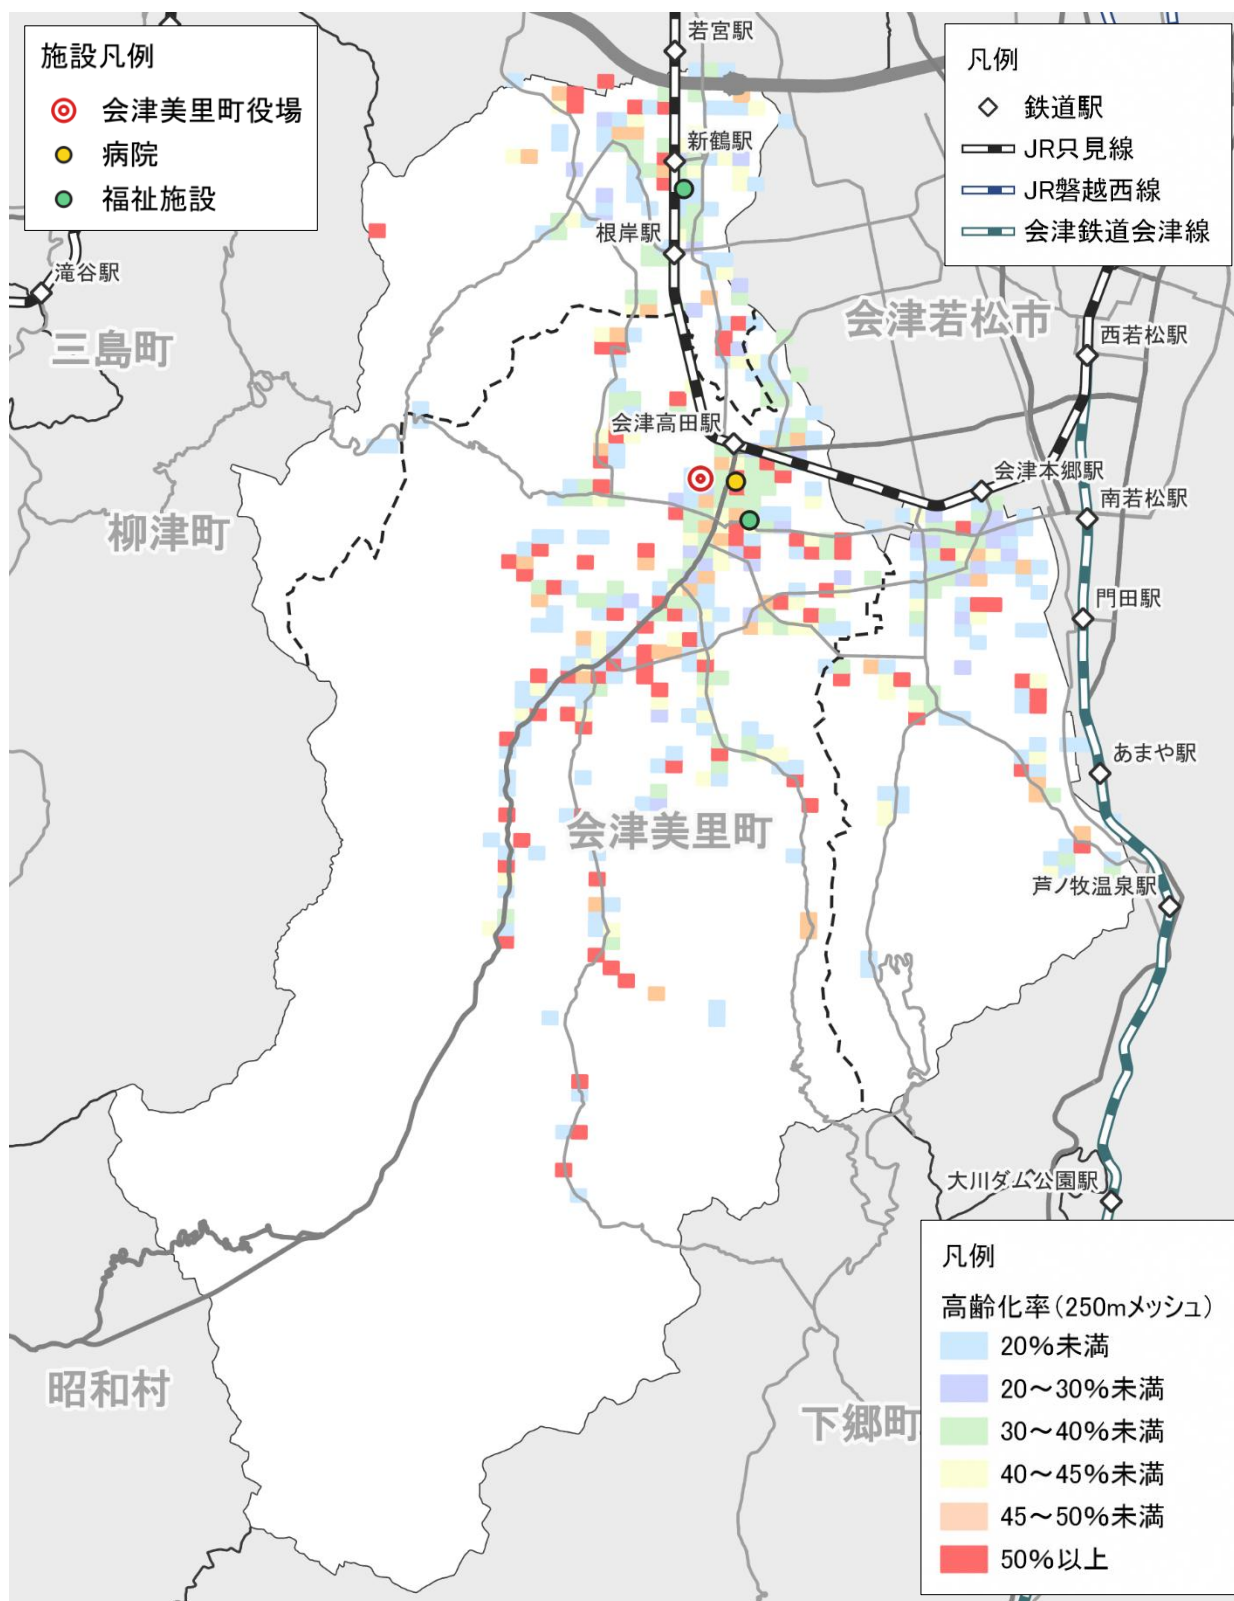 施設凡例
会津美里町役場
病院
福祉施設
凡例
鉄道駅
JR只見線
JR磐越西線
会津鉄道会津線
若宮駅
新鶴駅
根岸駅
滝谷駅
三島町
会津若松市
西若松駅
会津高田駅
会津本郷駅
南若松駅
柳津町
門田駅
あまや駅
会津美里町
芦ノ牧温泉駅
大川ダム公園駅
昭和村
下郷町
凡例
高齢化率(250mメッシュ)
20%未満
20～30%未満
30～40%未満
40～45%未満
45～50%未満
50%以上